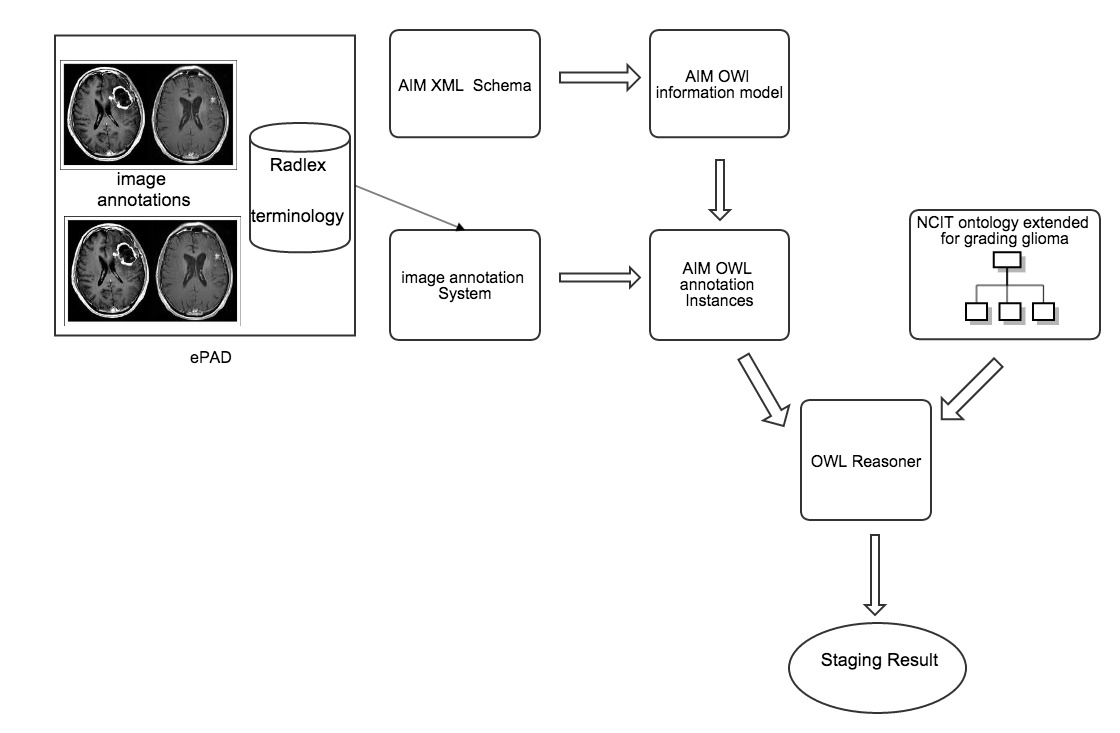 image
annotations
Radlex
terminology
ePAD
AIM XML Schema
AIM OWl
information model
image annotation
System
AIM OWL
annotation
Instances
NCIT ontology extended
for grading glioma
OWL Reasoner
Staging Result